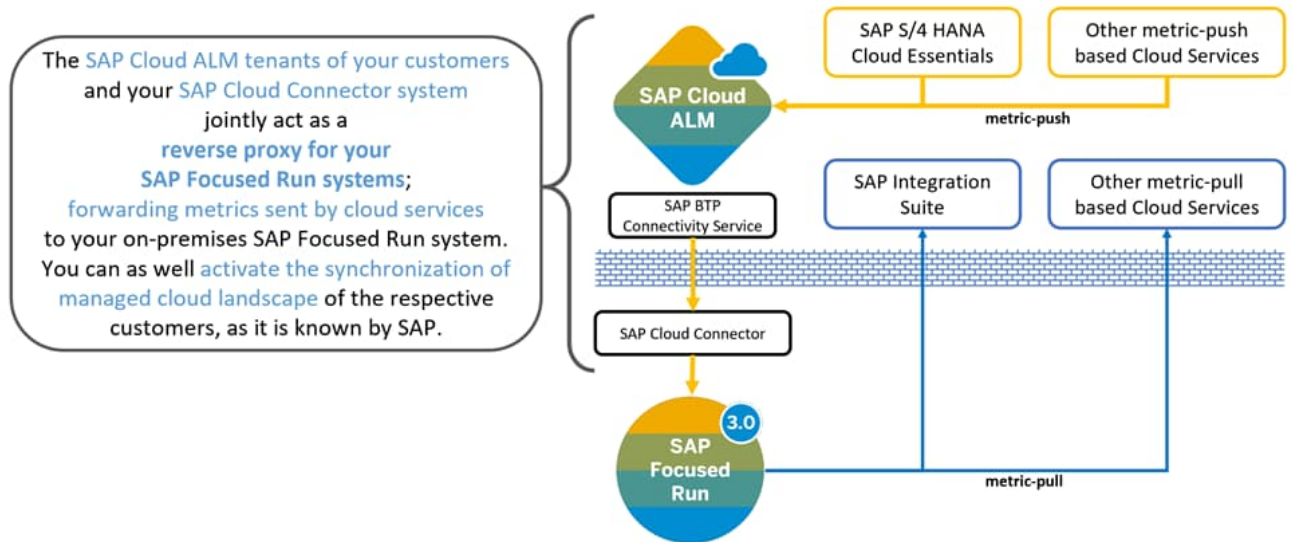 The SAP Cloud ALM tenants of your customers
and your SAP Cloud Connector system
jointly act as a
reverse proxy for your
SAP Focused Run systems;
forwarding metrics sent by cloud services
to your on-premises SAP Focused Run system.
You can as well activate the synchronization of
managed cloud landscape of the respective
customers, as it is known by SAP.
SAP Cloud
ALM
SAP S/4 HANA
Cloud Essentials
Other metric-push
based Cloud Services
metric-push
SAP BTP
Connectivity Service
SAP Integration
Suite
Other metric-pull
based Cloud Services
SAP Cloud Connector
3.0
SAP
Focused
Run
metric-pull